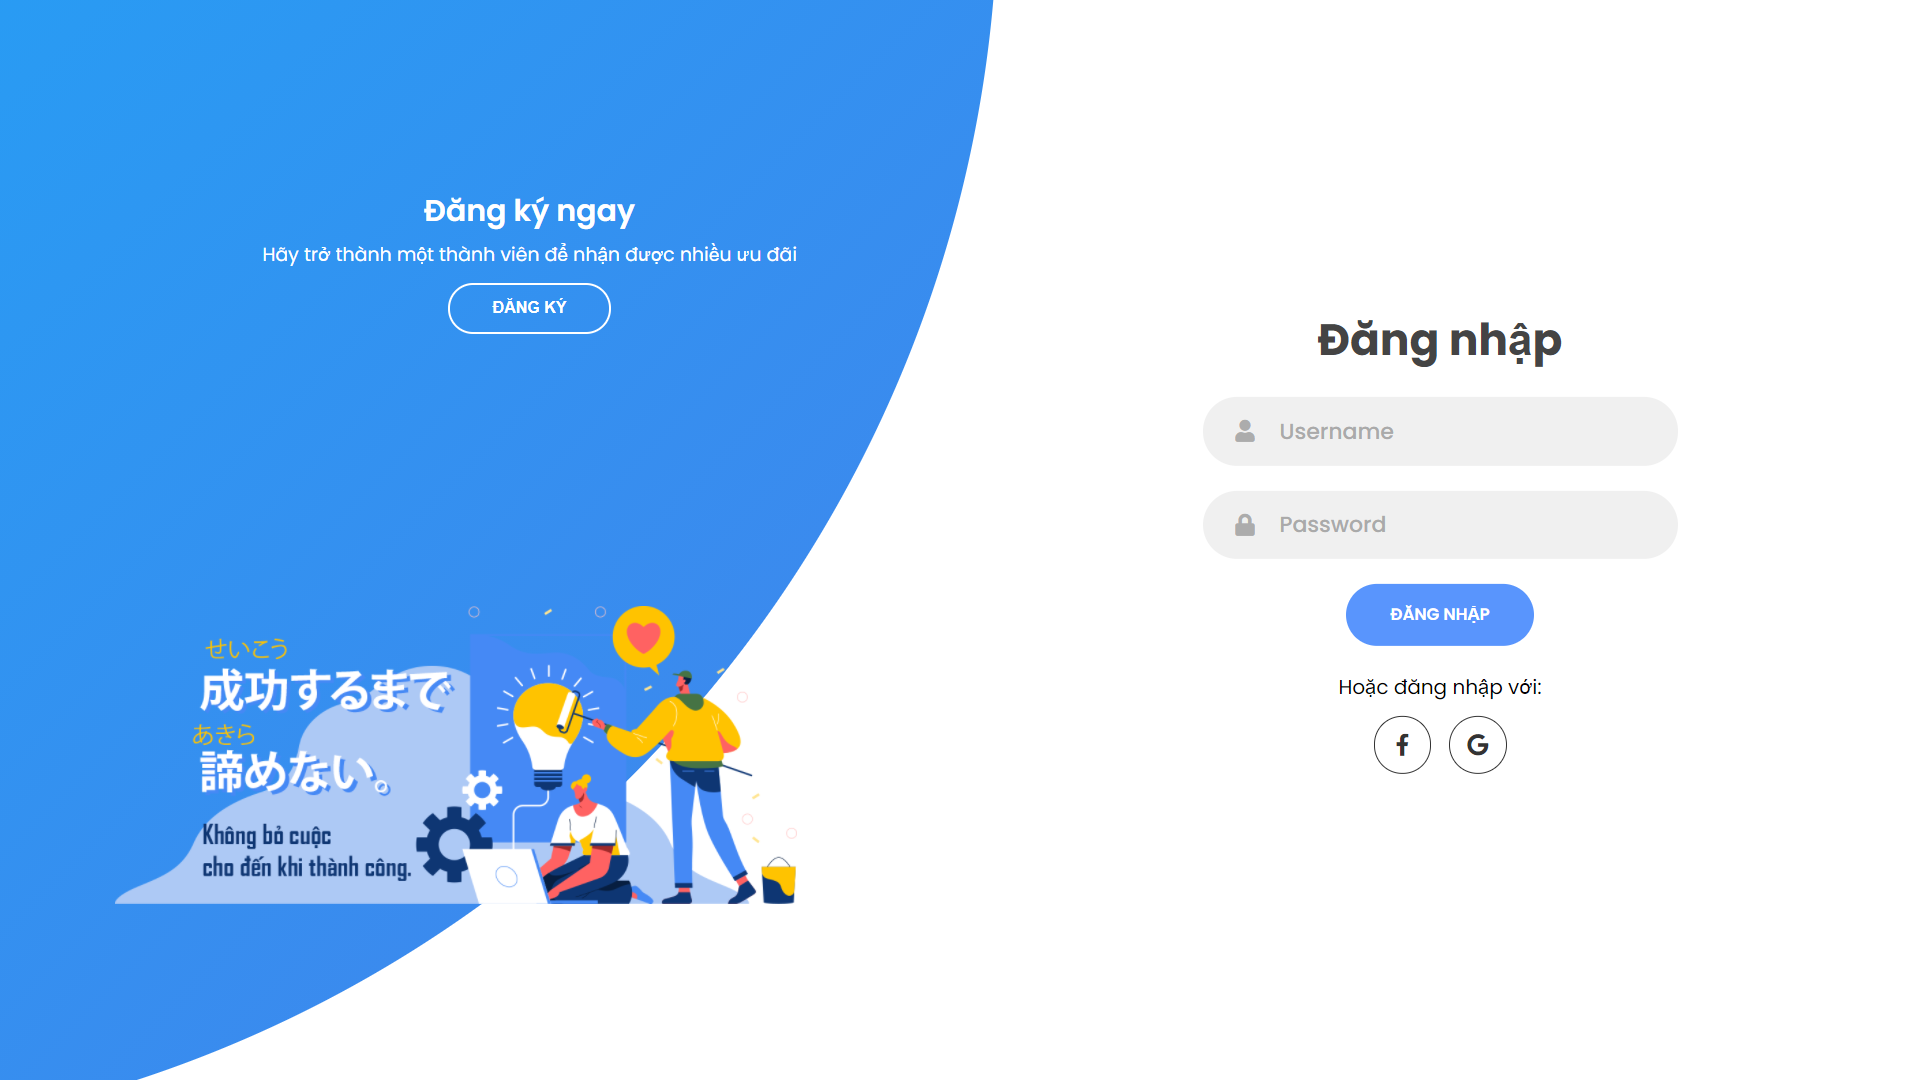 Đăng ký ngay
Hãy trở thành một thành viên để nhận được nhiều ưu đãi
ĐĂNG KÝ
せいこう
成功するまで
あきら
諦めない。
Không bỏ cuộc
cho đến khi thành công.
Đăng nhập
Username
Password
ĐĂNG NHẬP
Hoặc đăng nhập với: